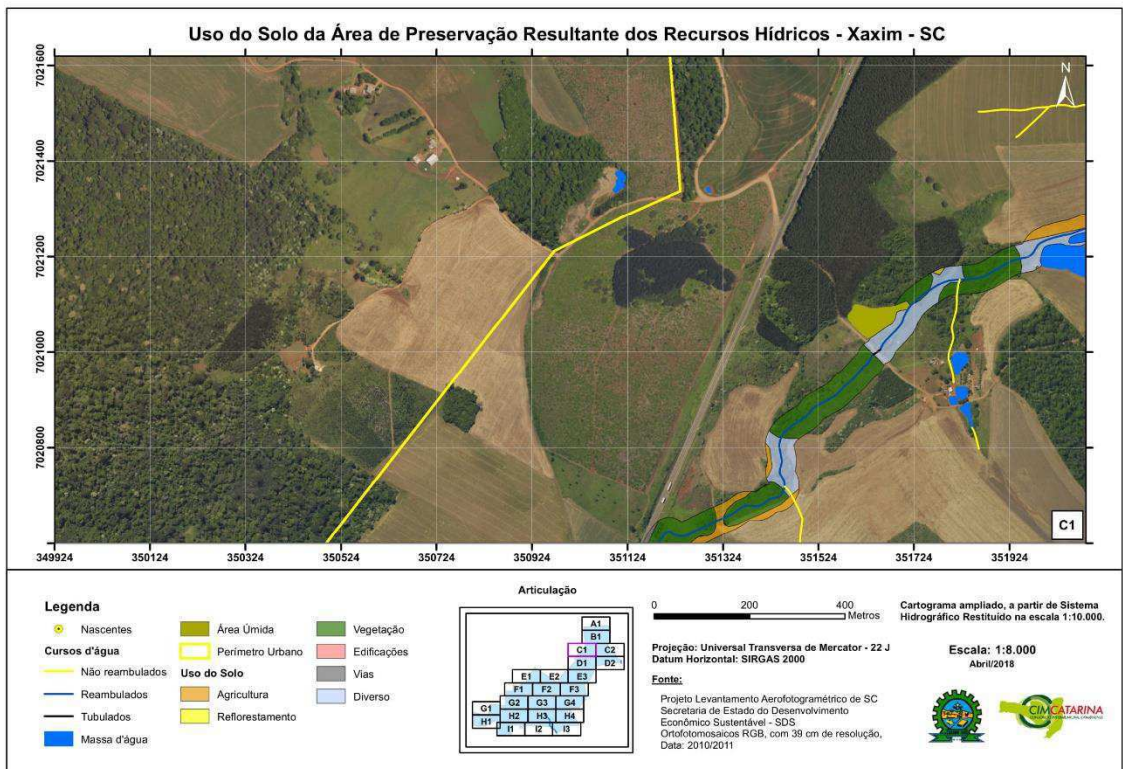 Uso do Solo da Área de Preservação Resultante dos Recursos Hídricos - Xaxim - SC
7021600
7021400
7021200
7021000
7020800
N
C1
349924 350124 350324 350524 350724 350924 351124 351324 351524 351724 351924
Legenda
Nascentes
Cursos d'água
Não reambulados
Reambulados
Tubulados
Massa d'água
Área Úmida
Perímetro Urbano
Uso do Solo
Agricultura
Reflorestamento
Vegetação
Edificações
Vias
Diverso
Articulação
A1
B1
C1 C2
D1 D2
E1 E2 E3
F1 F2 F3
G1 G2 G3 G4
H1 H2 H3 H4
I1 I2 I3
0 200 400
Metros
Projeção: Universal Transversa de Mercator - 22 J
Datum Horizontal: SIRGAS 2000
Fonte:
Projeto Levantamento Aerofotogramétrico de SC
Secretaria de Estado do Desenvolvimento
Econômico Sustentável - SDS
Ortofotomosaicos RGB, com 39 cm de resolução,
Data: 2010/2011
Cartograma ampliado, a partir de Sistema
Hidrográfico Restituído na escala 1:10.000.
Escala: 1:8.000
Abril/2018
CIMCATARINA